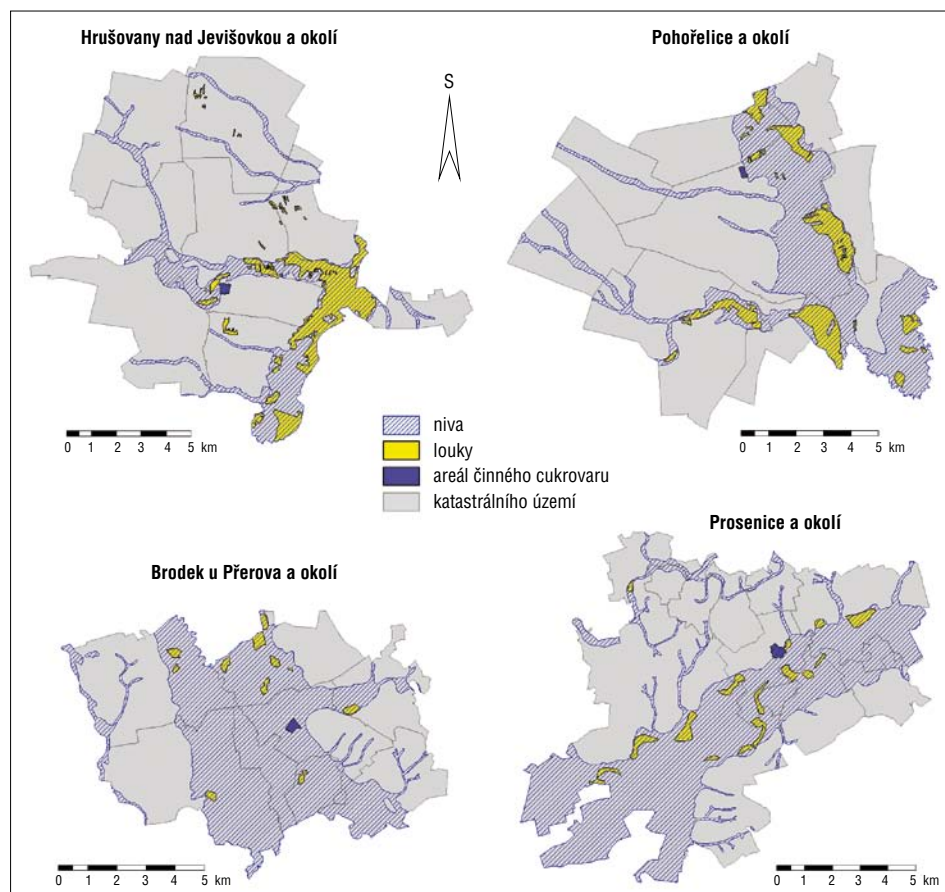 Hrušovany nad Jevišovkou a okolí
Pohořelice a okolí
S
0 1 2 3 4 5 km
0 1 2 3 4 5 km
niva
louky
areál činného cukrovaru
katastrálního území
Brodek u Přerova a okolí
Prosenice a okolí
0 1 2 3 4 5 km
0 1 2 3 4 5 km